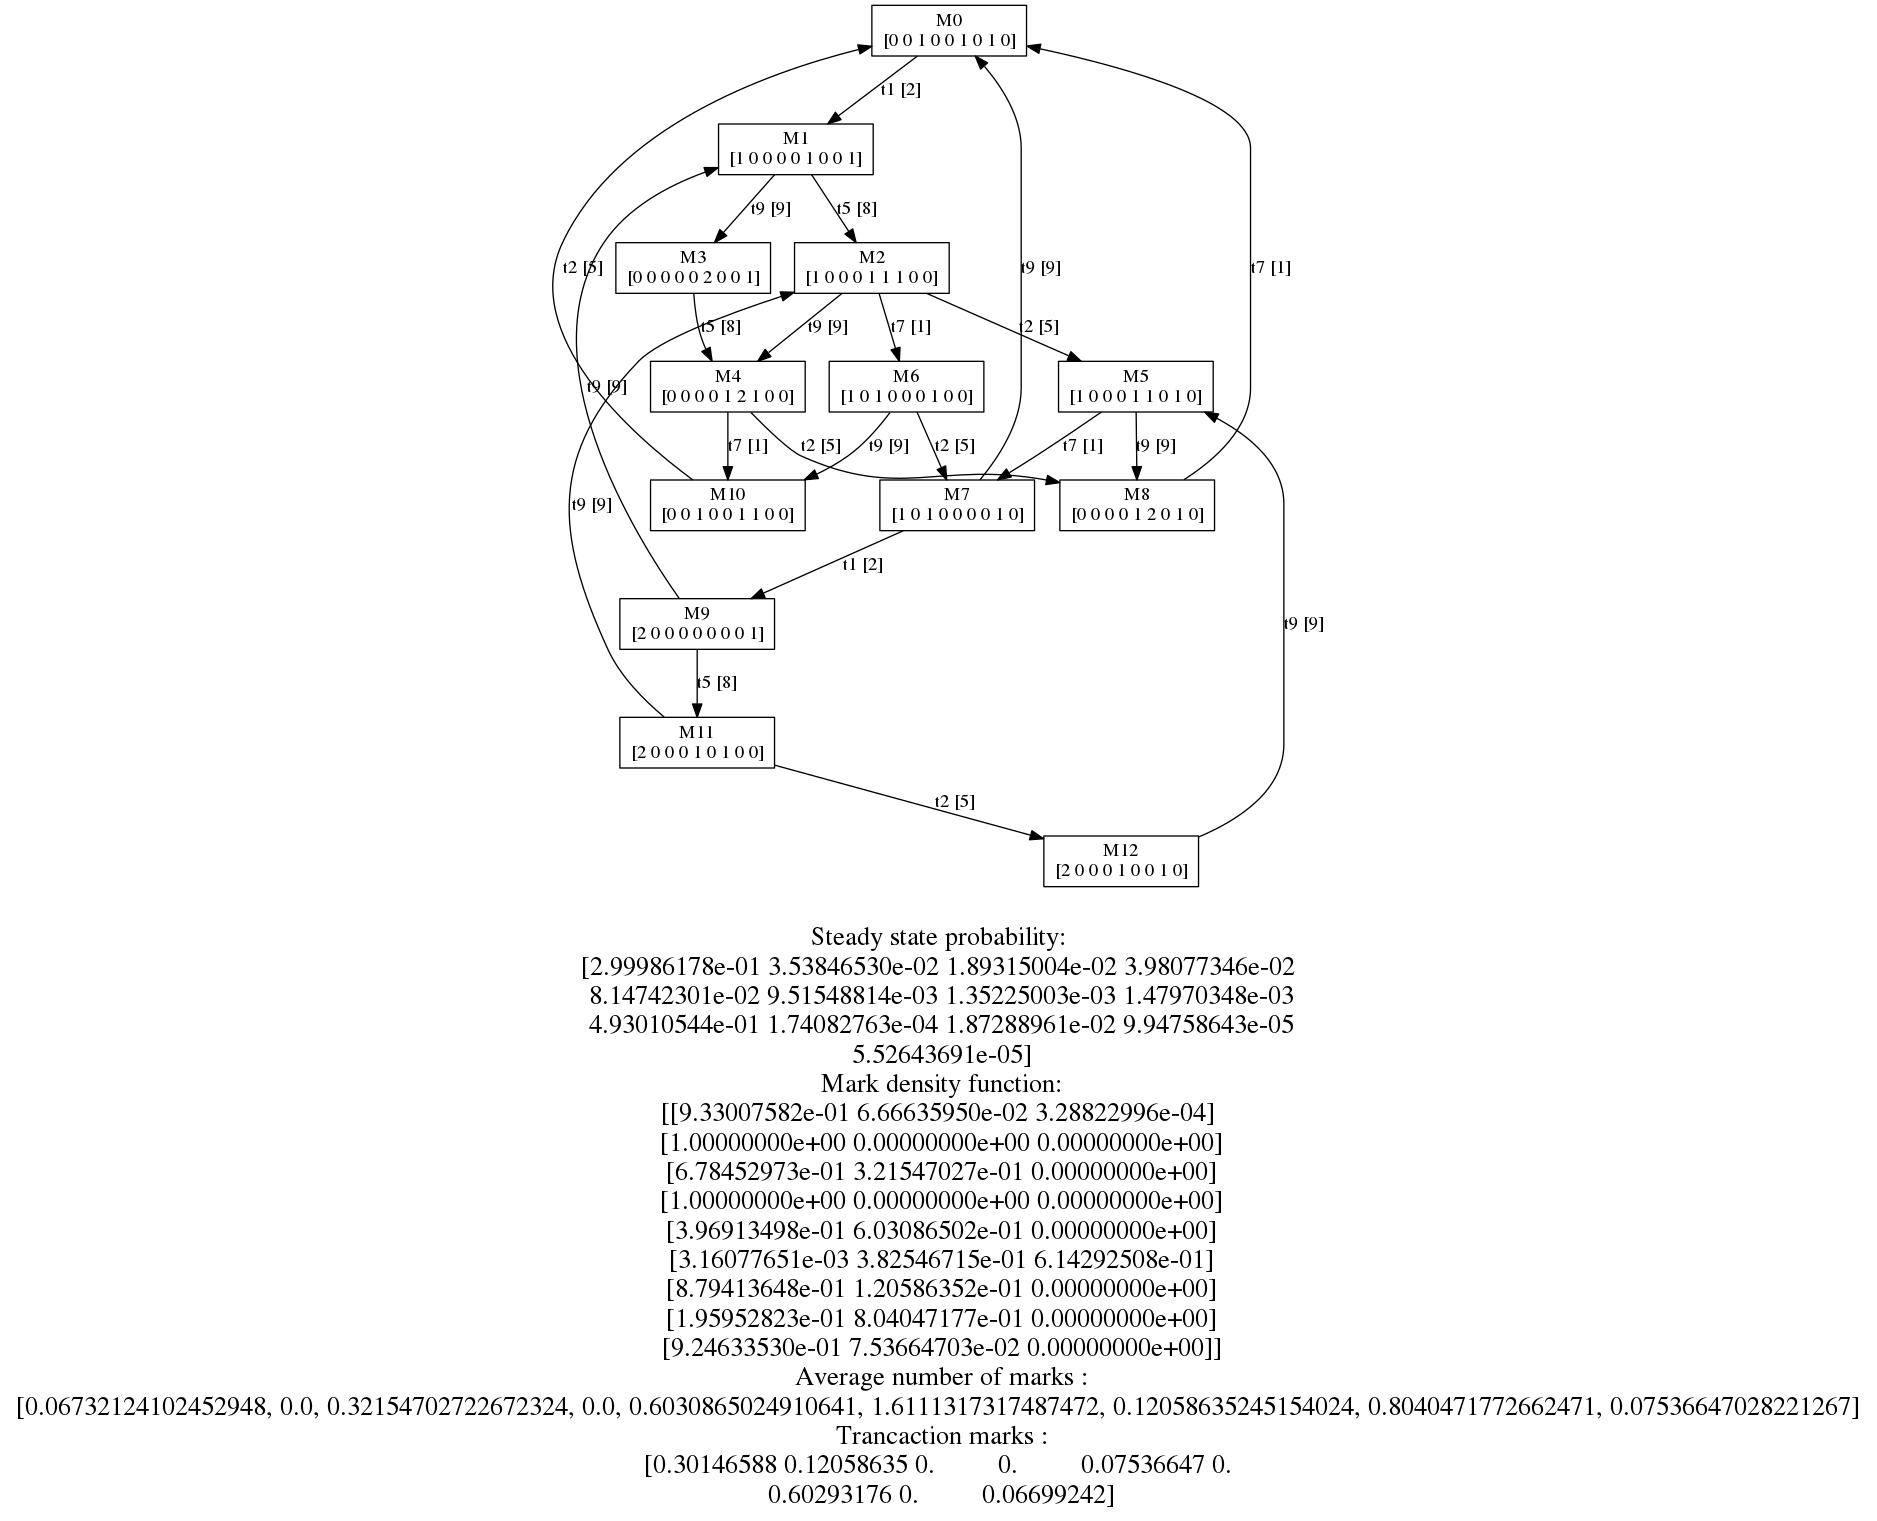 M0
[0 0 1 0 0 1 0 1 0]
t1 [2]
M1
[1 0 0 0 0 1 0 0 1]
t9 [9]
t5 [8]
M3
[0 0 0 0 0 2 0 0 1]
M2
[1 0 0 0 1 1 1 0 0]
t2 [5]
t9 [9]
t7 [1]
t5 [8]
t9 [9]
t7 [1]
t2 [5]
M4
[0 0 0 0 1 2 1 0 0]
M6
[1 0 1 0 0 0 1 0 0]
M5
[1 0 0 0 1 1 0 1 0]
t9 [9]
t7 [1]
t2 [5]
t9 [9]
t2 [5]
t7 [1]
t9 [9]
M10
[0 0 1 0 0 1 1 0 0]
M7
[1 0 1 0 0 0 0 1 0]
M8
[0 0 0 0 1 2 0 1 0]
t9 [9]
t1 [2]
M9
[2 0 0 0 0 0 0 0 1]
t9 [9]
t5 [8]
M11
[2 0 0 0 1 0 1 0 0]
t2 [5]
M12
[2 0 0 0 1 0 0 1 0]
Steady state probability:
[2.99986178e-01 3.53846530e-02 1.89315004e-02 3.98077346e-02
8.14742301e-02 9.51548814e-03 1.35225003e-03 1.47970348e-03
4.93010544e-01 1.74082763e-04 1.87288961e-02 9.94758643e-05
5.52643691e-05]
Mark density function:
[[9.33007582e-01 6.66635950e-02 3.28822996e-04]
[1.00000000e+00 0.00000000e+00 0.00000000e+00]
[6.78452973e-01 3.21547027e-01 0.00000000e+00]
[1.00000000e+00 0.00000000e+00 0.00000000e+00]
[3.96913498e-01 6.03086502e-01 0.00000000e+00]
[3.16077651e-03 3.82546715e-01 6.14292508e-01]
[8.79413648e-01 1.20586352e-01 0.00000000e+00]
[1.95952823e-01 8.04047177e-01 0.00000000e+00]
[9.24633530e-01 7.53664703e-02 0.00000000e+00]]
Average number of marks :
[0.06732124102452948, 0.0, 0.32154702722672324, 0.0, 0.6030865024910641, 1.6111317317487472, 0.12058635245154024, 0.8040471772662471, 0.07536647028221267]
Trancaction marks :
[0.30146588 0.12058635 0. 0. 0.07536647 0.
0.60293176 0. 0.06699242]